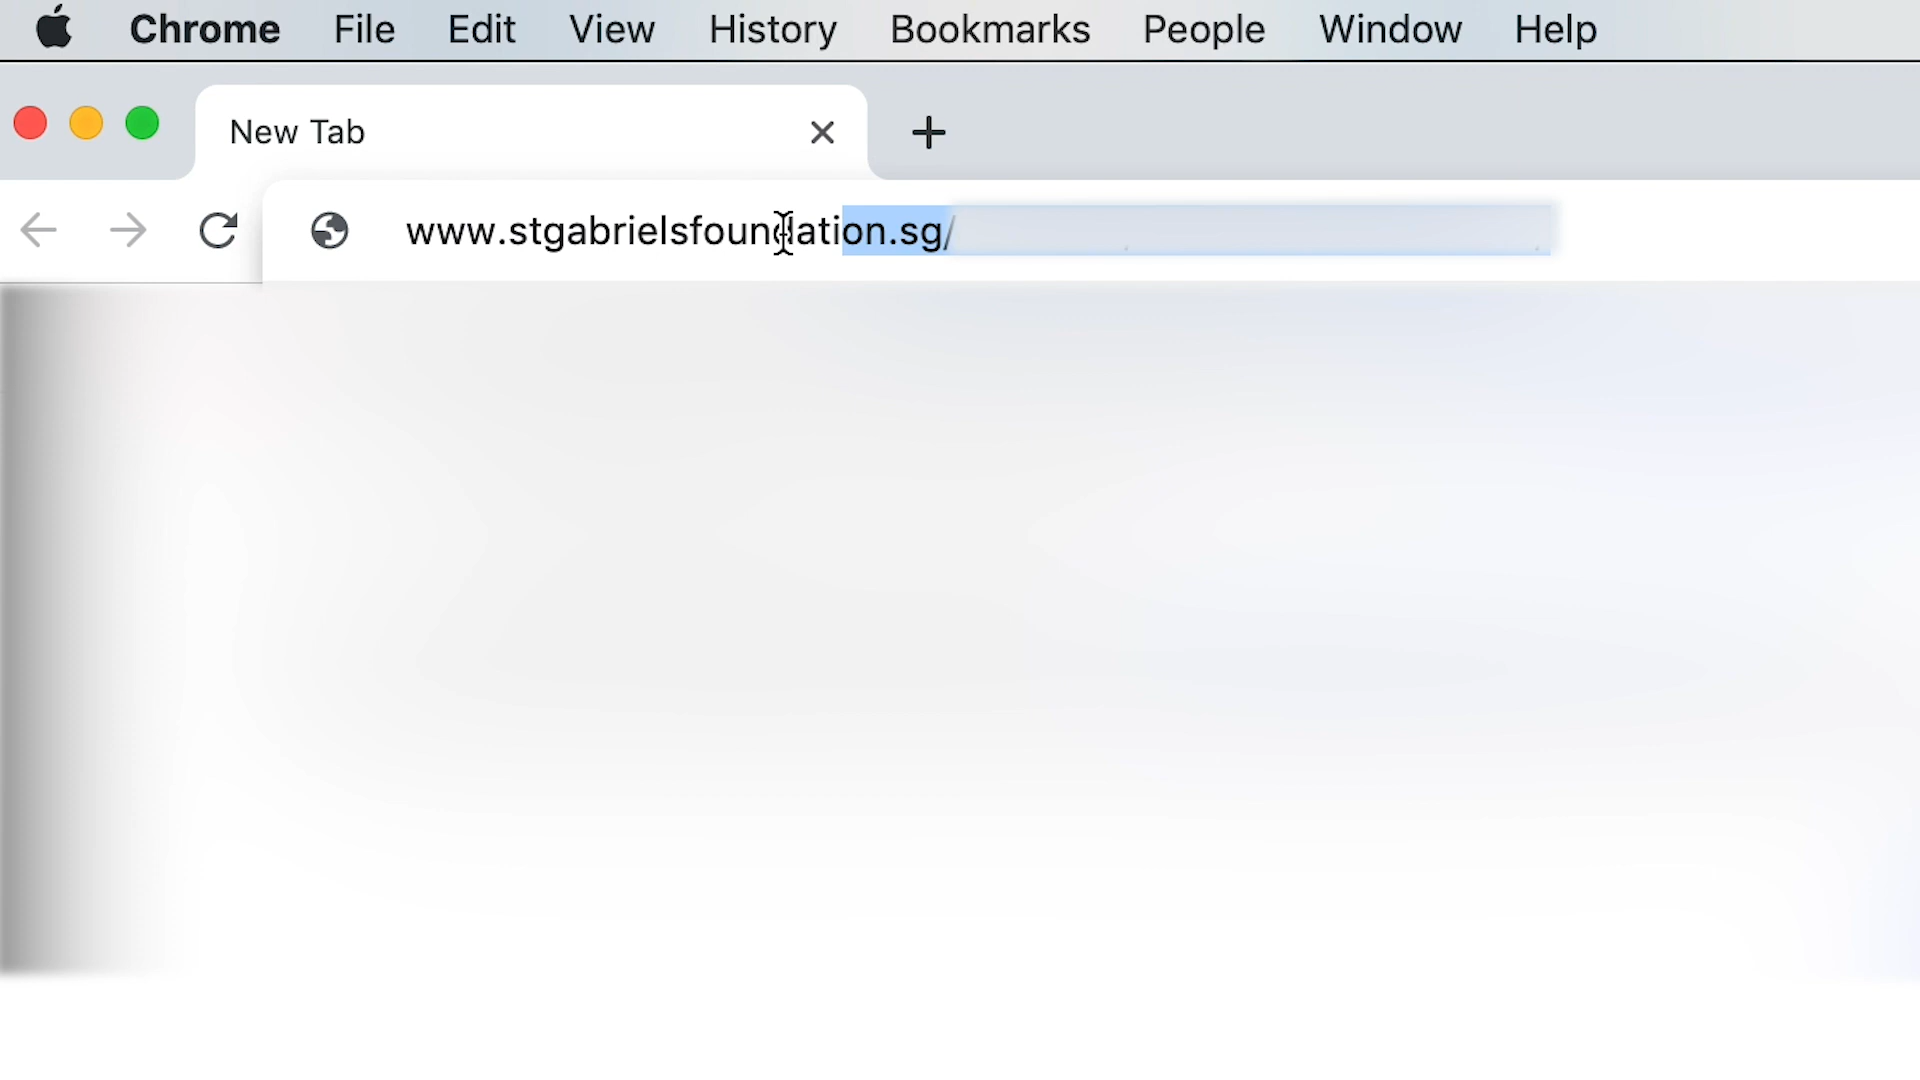 Chrome File Edit View History Bookmarks People Window Help
New Tab
www.stgabrielsfoundation.sg/